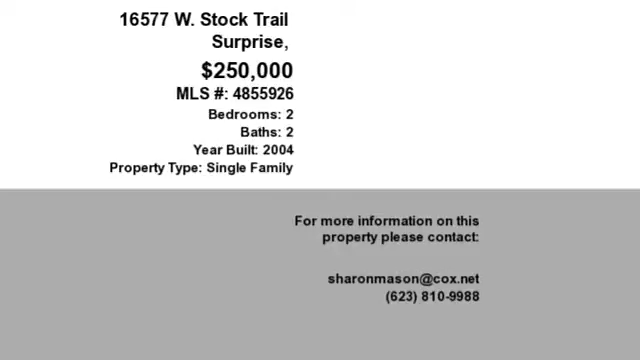 16577 W. Stock Trail
Surprise,
$250,000
MLS #: 4855926
Bedrooms: 2
Baths: 2
Year Built: 2004
Property Type: Single Family
For more information on this
property please contact:
sharonmason@cox.net
(623) 810-9988